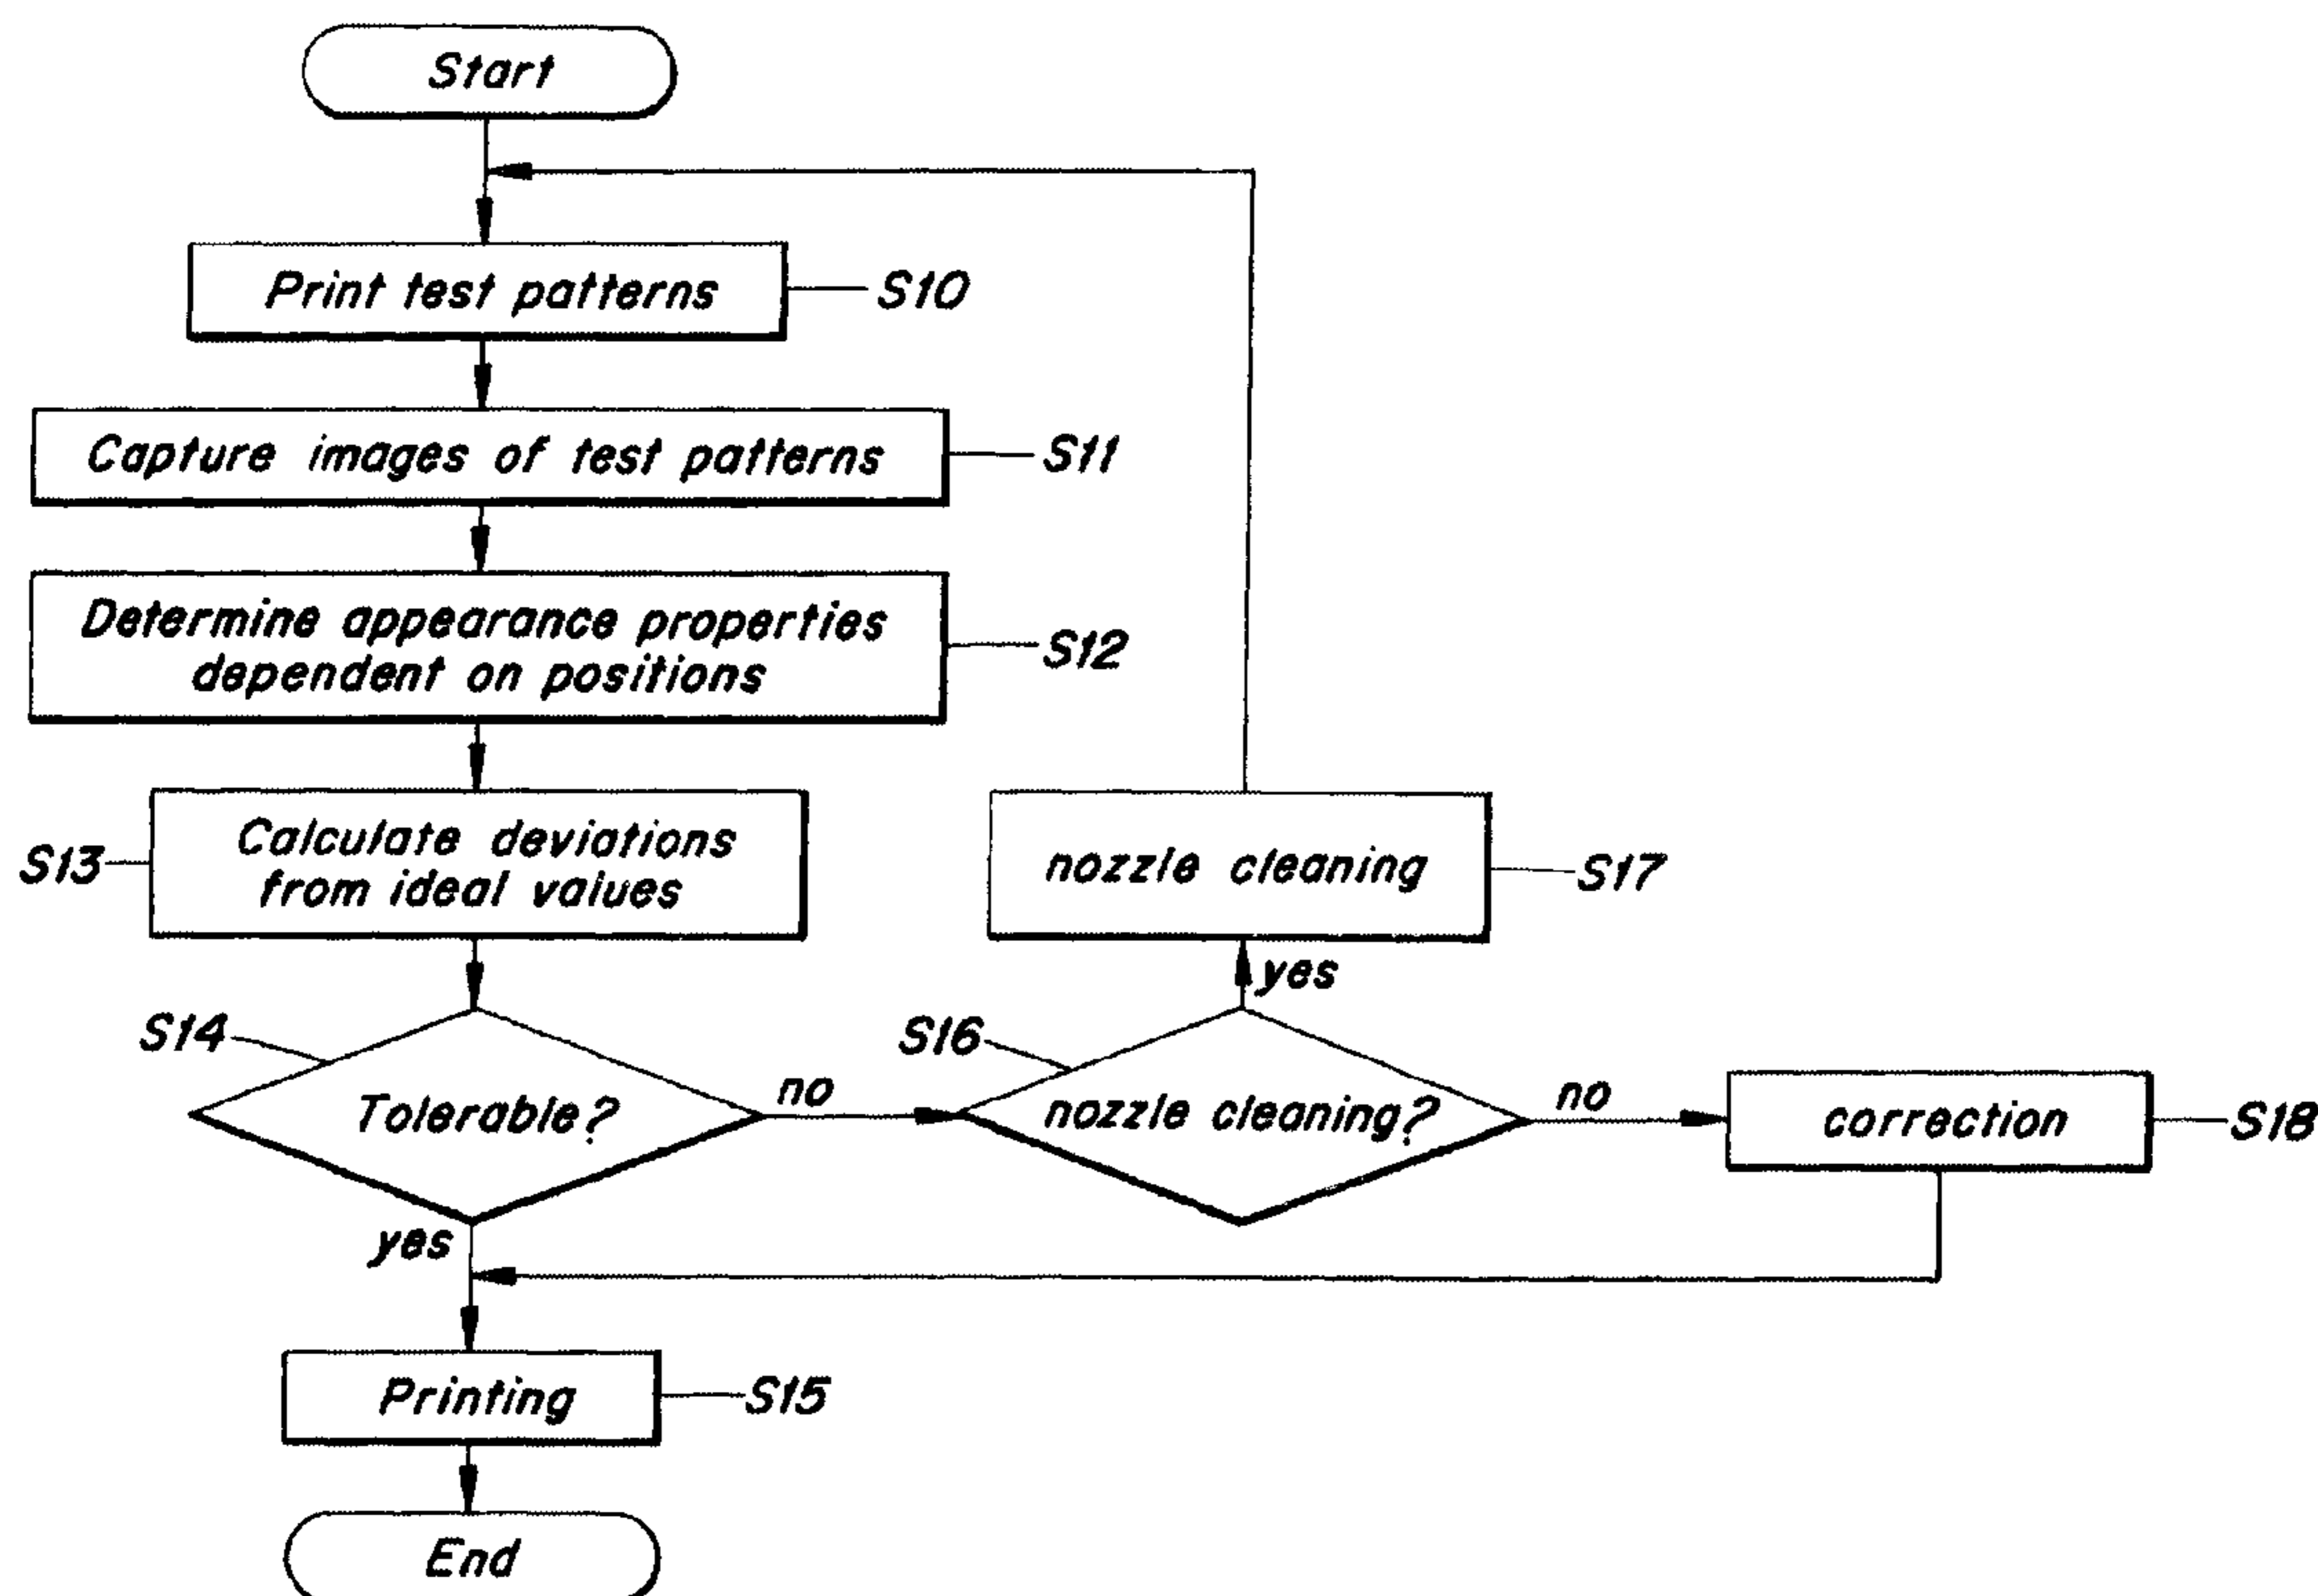 Start
Print test patterns
S10
Capture images of test patterns
S11
Determine appearance properties
dependent on positions
S12
Calculate deviations
from ideal values
S13
nozzle cleaning
S17
yes
S14
Tolerable?
no
S16
nozzle cleaning?
no
correction
S18
yes
Printing
S15
End